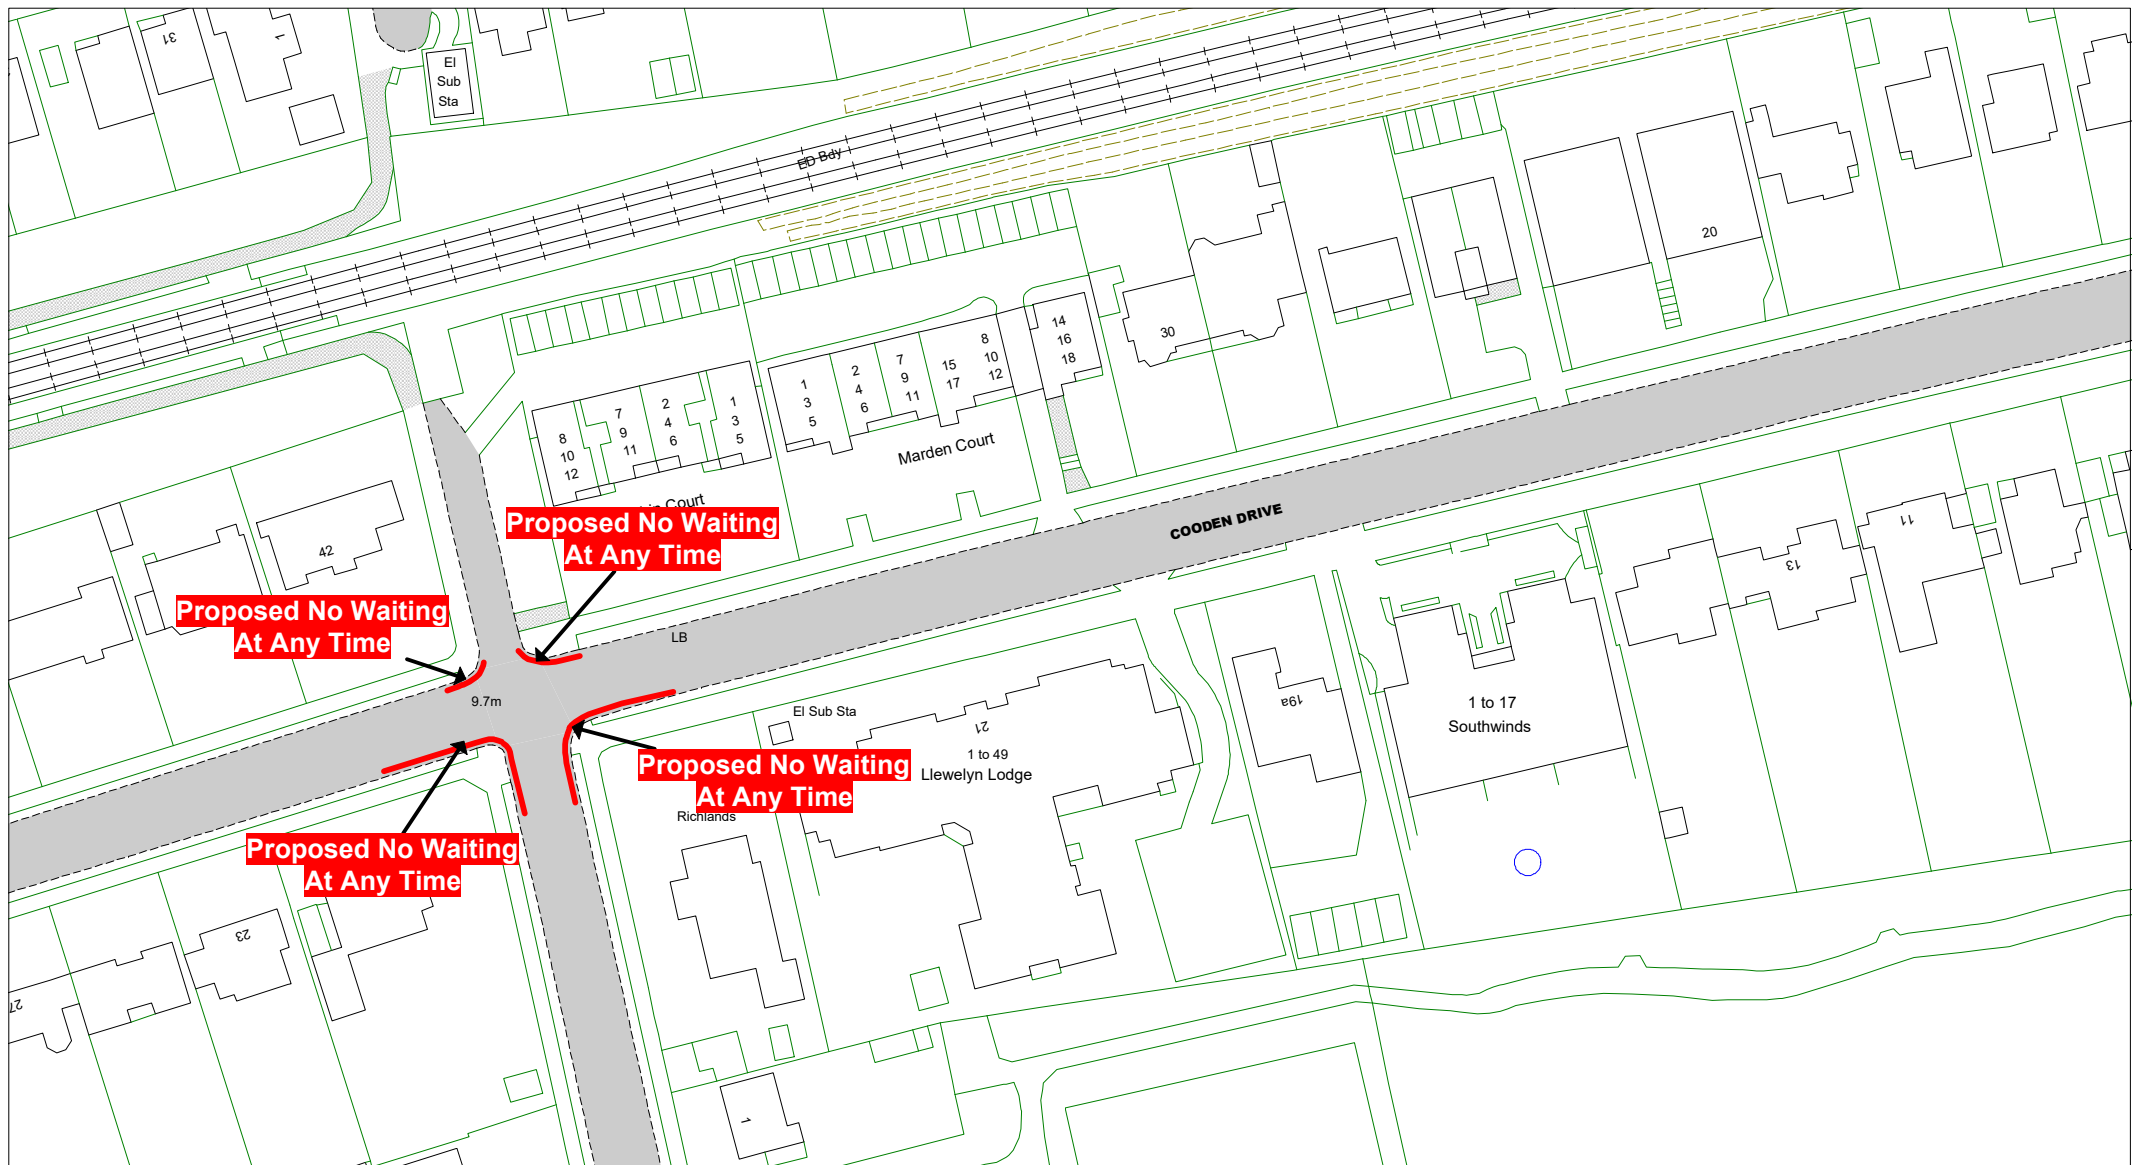 31
1
El
Sub
Sta
ED Bdy
20
30
14
16
18
8
10
12
15
17
7
9
11
2
4
6
1
3
5
1
3
5
2
4
6
7
9
11
8
10
12
Marden Court
Court
COODEN DRIVE
42
Proposed No Waiting
At Any Time
Proposed No Waiting
At Any Time
LB
9.7m
11
13
19a
1 to 17
Southwinds
El Sub Sta
21
1 to 49
Llewelyn Lodge
Proposed No Waiting
At Any Time
Richlands
Proposed No Waiting
At Any Time
23
27
1